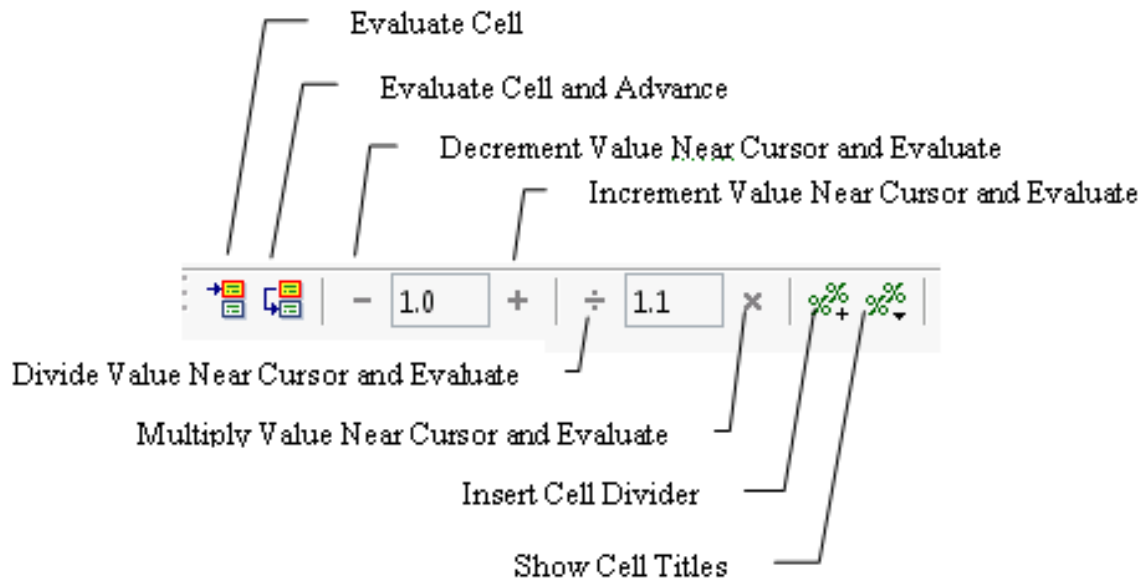 Evaluate Cell
Evaluate Cell and Advance
Decrement Value Near Cursor and Evaluate
Increment Value Near Cursor and Evaluate
− 1.0 + ÷ 1.1 × %%+ %%
Divide Value Near Cursor and Evaluate
Multiply Value Near Cursor and Evaluate
Insert Cell Divider
Show Cell Titles